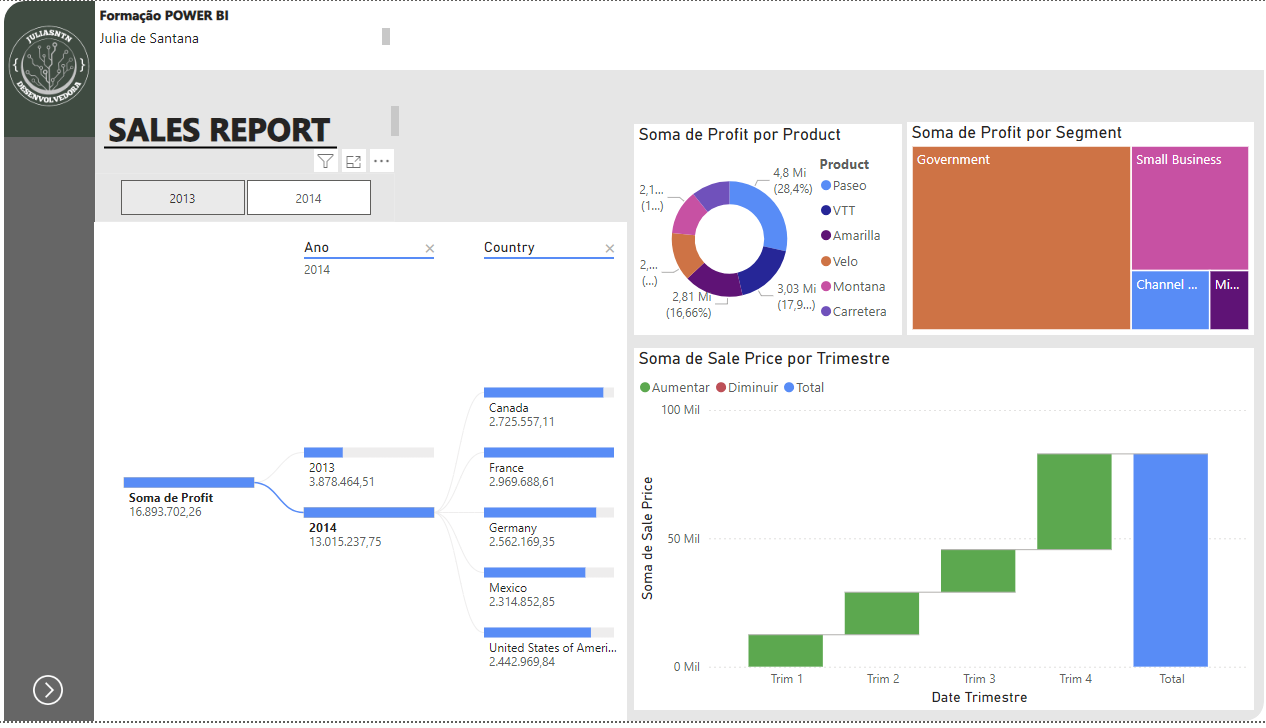 Formação POWER BI
Julia de Santana
JULIASNTN
DESENVOLVEDORA
SALES REPORT
2013
2014
Ano
2014
Country
Soma de Profit
16.893.702,26
2013
3.878.464,51
2014
13.015.237,75
Canada
2.725.557,11
France
2.969.688,61
Germany
2.562.169,35
Mexico
2.314.852,85
United States of Ameri...
2.442.969,84
Soma de Profit por Product
4,8 Mi
(28,4%)
3,03 Mi
(17,9...)
2,81 Mi
(16,66%)
2,...
(...)
2,1...
(1...)
Product
Paseo
VTT
Amarilla
Velo
Montana
Carretera
Soma de Profit por Segment
Government
Small Business
Channel ...
Mi...
Soma de Sale Price por Trimestre
Aumentar Diminuir Total
Soma de Sale Price
100 Mil
50 Mil
0 Mil
Trim 1 Trim 2 Trim 3 Trim 4 Total
Date Trimestre